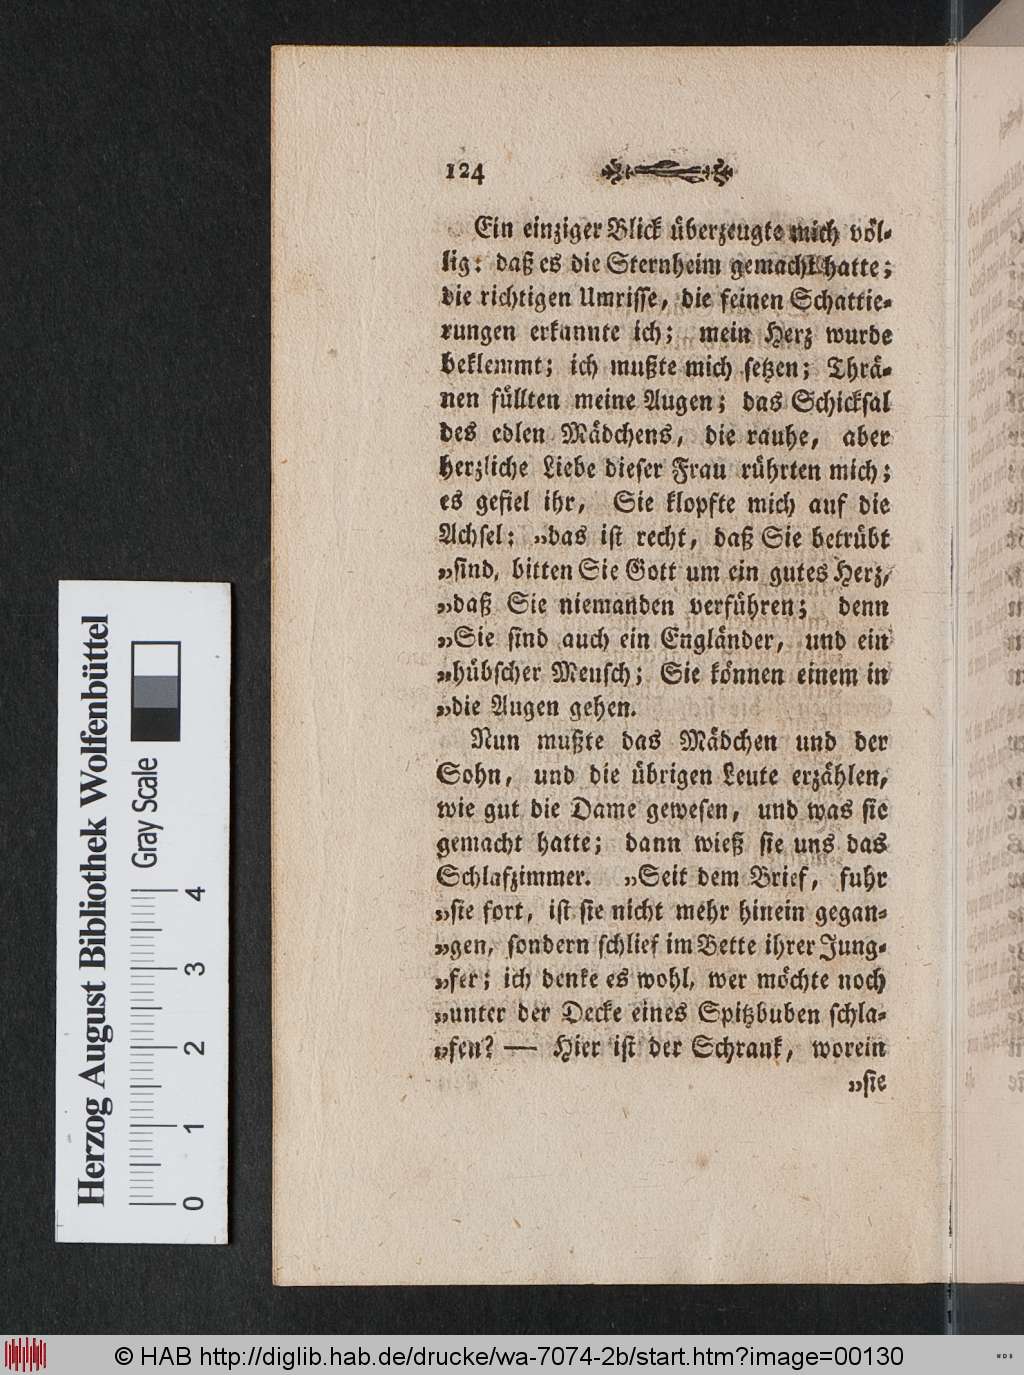 124
Ein einziger Blick überzeugte mich völ-
lig: daß es die Sternheim gemacht hatte;
die richtigen Umrisse, die feinen Schattie-
rungen erkannte ich; mein Herz wurde
beklemmt; ich mußte mich setzen; Thrä-
nen füllten meine Augen; das Schicksal
des edlen Mädchens, die rauhe, aber
herzliche Liebe dieser Frau rührten mich;
es gefiel ihr, Sie klopfte mich auf die
Achsel: „das ist recht, daß Sie betrübt
„sind, bitten Sie Gott um ein gutes Herz,
„daß Sie niemanden verführen; denn
„Sie sind auch ein Engländer, und ein
„hübscher Mensch; Sie können einem in
„die Augen gehen.
Nun mußte das Mädchen und der
Sohn, und die übrigen Leute erzählen,
wie gut die Dame gewesen, und was sie
gemacht hatte; dann wieß sie uns das
Schlafzimmer. „Seit dem Brief, fuhr
„sie fort, ist sie nicht mehr hinein gegan-
„gen, sondern schlief im Bette ihrer Jung-
„fer; ich denke es wohl, wer möchte noch
„unter der Decke eines Spitzbuben schla-
„fen? — Hier ist der Schrank, worein
„sie
Herzog August Bibliothek Wolfenbüttel
Gray Scale
0 1 2 3 4
© HAB http://diglib.hab.de/drucke/wa-7074-2b/start.htm?image=00130